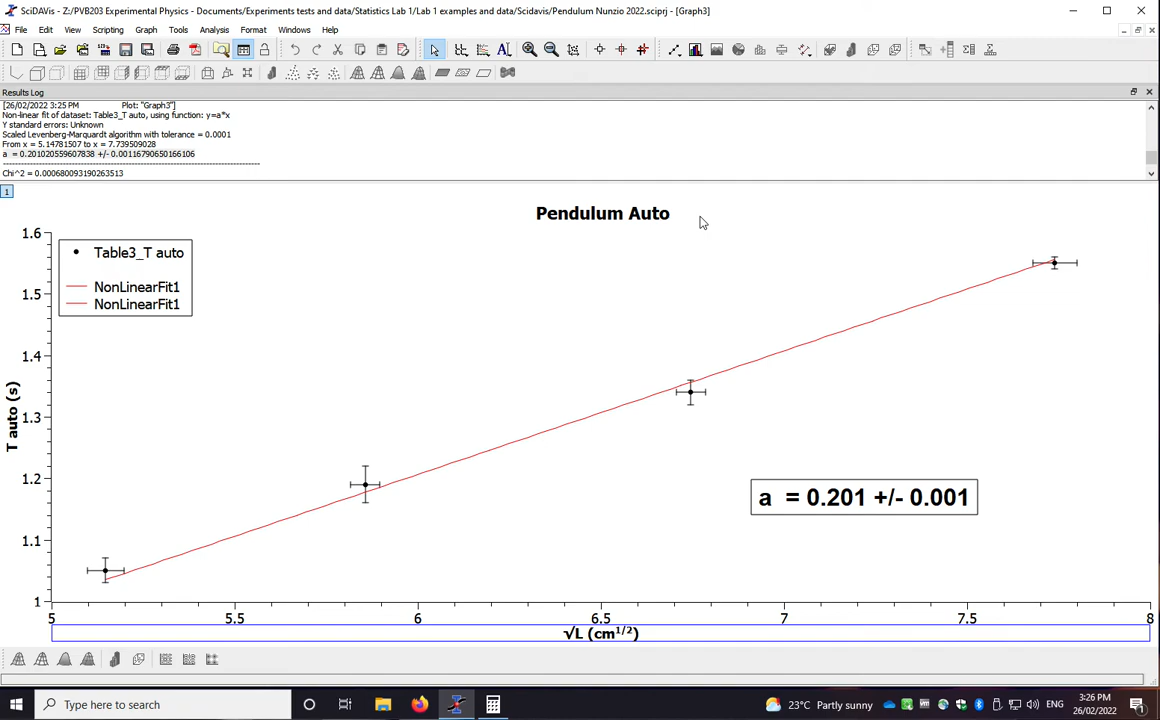 SciDAVis - Z:/PVB203 Experimental Physics - Documents/Experiments tests and data/Statistics Lab 1/Lab 1 examples and data/Scidavis/Pendulum Nunzio 2022.sciprj - [Graph3]
File Edit View Scripting Graph Tools Analysis Format Windows Help
Results Log
[26/02/2022 3:25 PM Plot: "Graph3"]
Non-linear fit of dataset: Table3_T auto, using function: y=a*x
Y standard errors: Unknown
Scaled Levenberg-Marquardt algorithm with tolerance = 0.0001
From x = 5.14781507 to x = 7.739509028
a = 0.201020559607838 +/- 0.00116790650166106
--------------------------------------------------------------------------------------
Chi^2 = 0.000680093190263513
1
Pendulum Auto
Table3_T auto
NonLinearFit1
NonLinearFit1
1.6
1.5
1.4
1.3
1.2
1.1
1
T auto (s)
a = 0.201 +/- 0.001
5 5.5 6 6.5 7 7.5 8
√L (cm^1/2)
Type here to search
23°C Partly sunny
ENG
3:26 PM
26/02/2022
1